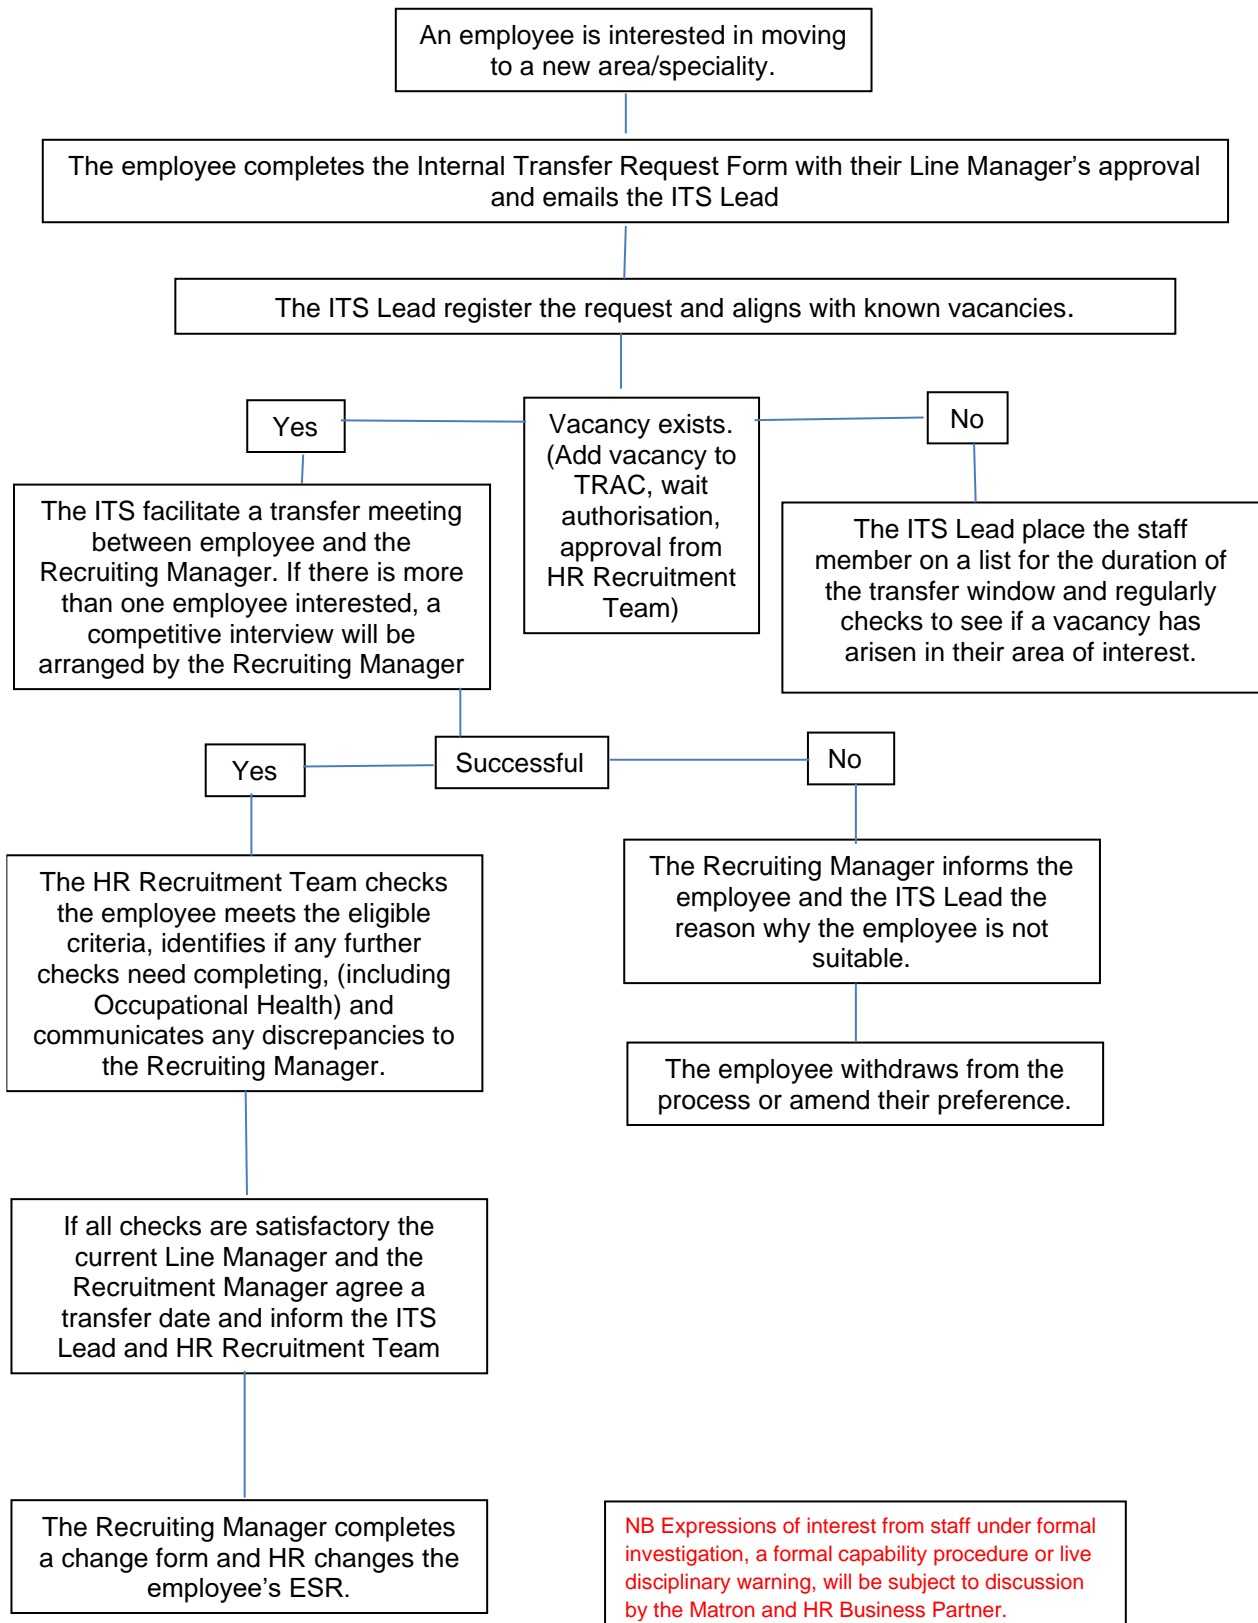 An employee is interested in moving
to a new area/speciality.
The employee completes the Internal Transfer Request Form with their Line Manager’s approval
and emails the ITS Lead
The ITS Lead register the request and aligns with known vacancies.
Yes
Vacancy exists.
(Add vacancy to
TRAC, wait
authorisation,
approval from
HR Recruitment
Team)
No
The ITS facilitate a transfer meeting
between employee and the
Recruiting Manager. If there is more
than one employee interested, a
competitive interview will be
arranged by the Recruiting Manager
The ITS Lead place the staff
member on a list for the duration of
the transfer window and regularly
checks to see if a vacancy has
arisen in their area of interest.
Yes
Successful
No
The HR Recruitment Team checks
the employee meets the eligible
criteria, identifies if any further
checks need completing, (including
Occupational Health) and
communicates any discrepancies to
the Recruiting Manager.
The Recruiting Manager informs the
employee and the ITS Lead the
reason why the employee is not
suitable.
The employee withdraws from the
process or amend their preference.
If all checks are satisfactory the
current Line Manager and the
Recruitment Manager agree a
transfer date and inform the ITS
Lead and HR Recruitment Team
The Recruiting Manager completes
a change form and HR changes the
employee’s ESR.
NB Expressions of interest from staff under formal
investigation, a formal capability procedure or live
disciplinary warning, will be subject to discussion
by the Matron and HR Business Partner.